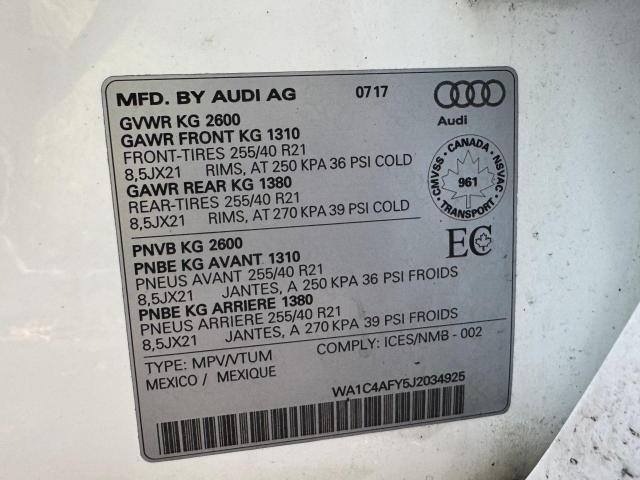 MFD. BY AUDI AG 0717
Audi
GVWR KG 2600
GAWR FRONT KG 1310
FRONT-TIRES 255/40 R21
8,5JX21 RIMS, AT 250 KPA 36 PSI COLD
GAWR REAR KG 1380
REAR-TIRES 255/40 R21
8,5JX21 RIMS, AT 270 KPA 39 PSI COLD
CANADA
CMVSS NSVAC
961
TRANSPORT
EC
PNVB KG 2600
PNBE KG AVANT 1310
PNEUS AVANT 255/40 R21
8,5JX21 JANTES, A 250 KPA 36 PSI FROIDS
PNBE KG ARRIERE 1380
PNEUS ARRIERE 255/40 R21
8,5JX21 JANTES, A 270 KPA 39 PSI FROIDS
TYPE: MPV/VTUM COMPLY: ICES/NMB - 002
MEXICO / MEXIQUE
WA1C4AFY5J2034925